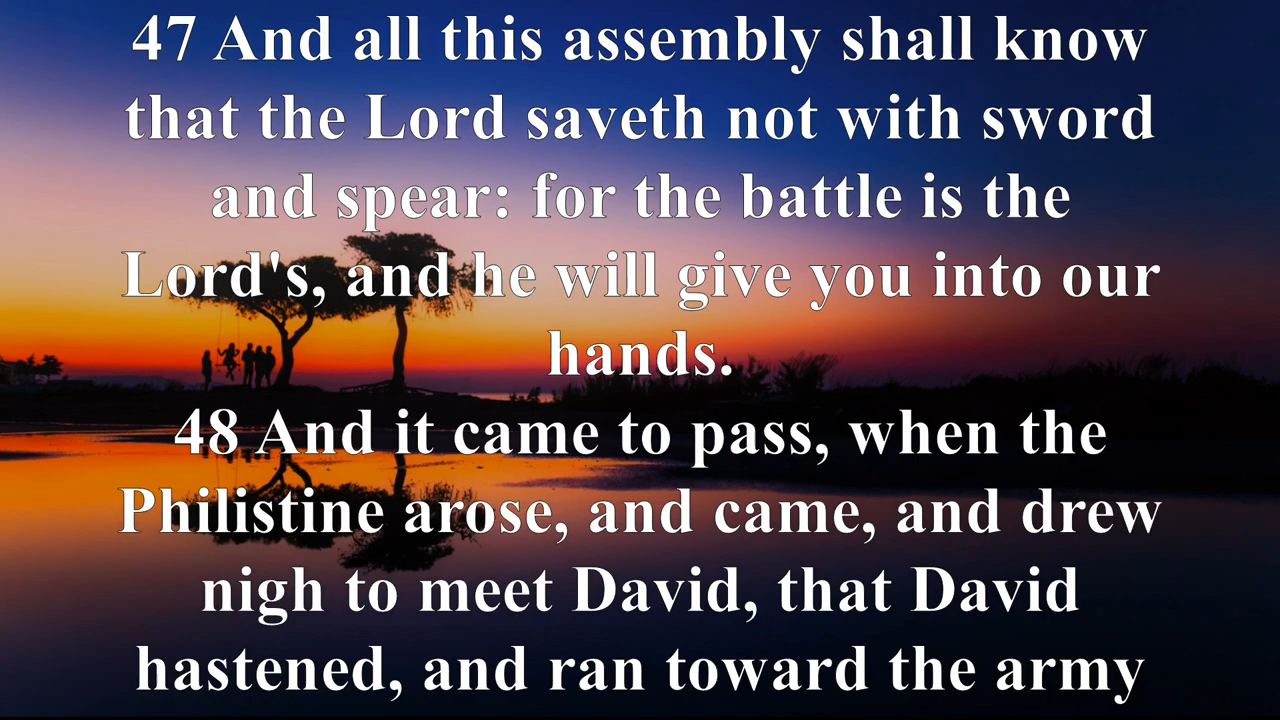 47 And all this assembly shall know
that the Lord saveth not with sword
and spear: for the battle is the
Lord's, and he will give you into our
hands.
48 And it came to pass, when the
Philistine arose, and came, and drew
nigh to meet David, that David
hastened, and ran toward the army